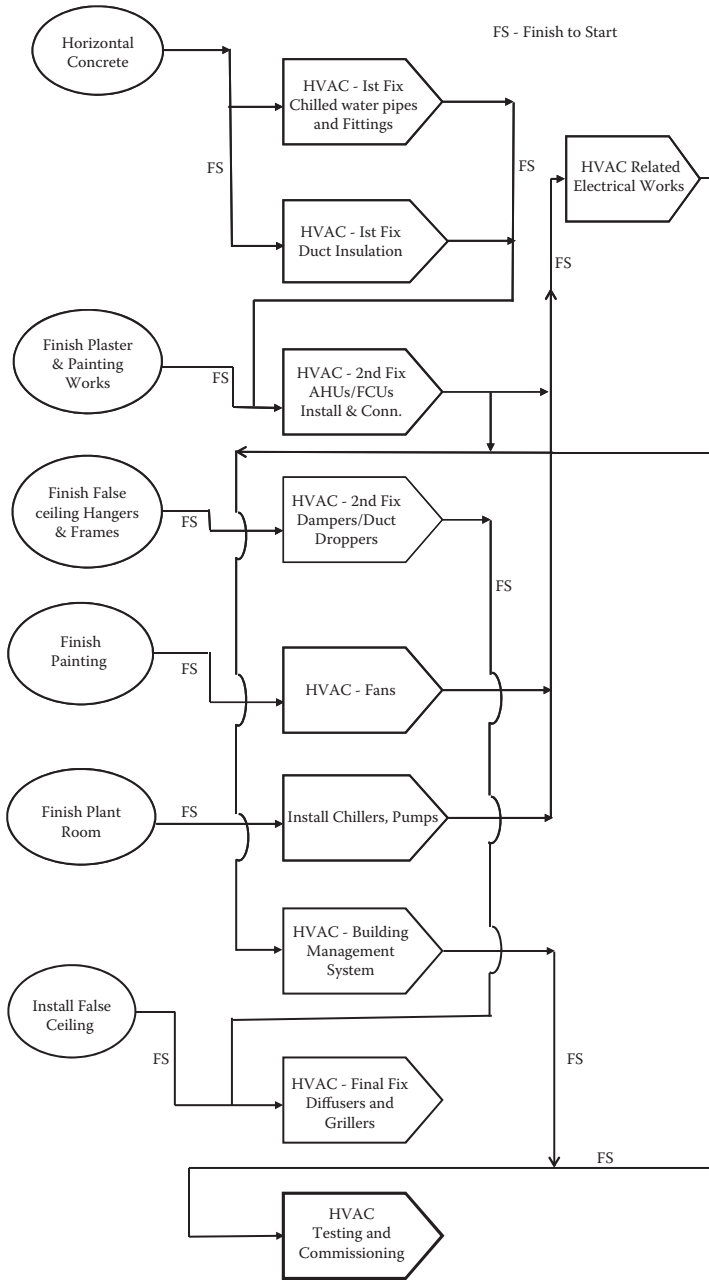 FS - Finish to Start
Horizontal
Concrete
HVAC - Ist Fix
Chilled water pipes
and Fittings
FS
FS
HVAC Related
Electrical Works
HVAC - Ist Fix
Duct Insulation
FS
Finish Plaster
& Painting
Works
FS
HVAC - 2nd Fix
AHUs/FCUs
Install & Conn.
Finish False
ceiling Hangers
& Frames
FS
HVAC - 2nd Fix
Dampers/Duct
Droppers
FS
Finish
Painting
FS
HVAC - Fans
Finish Plant
Room
FS
Install Chillers, Pumps
HVAC - Building
Management
System
Install False
Ceiling
FS
FS
HVAC - Final Fix
Diffusers and
Grillers
FS
HVAC
Testing and
Commissioning